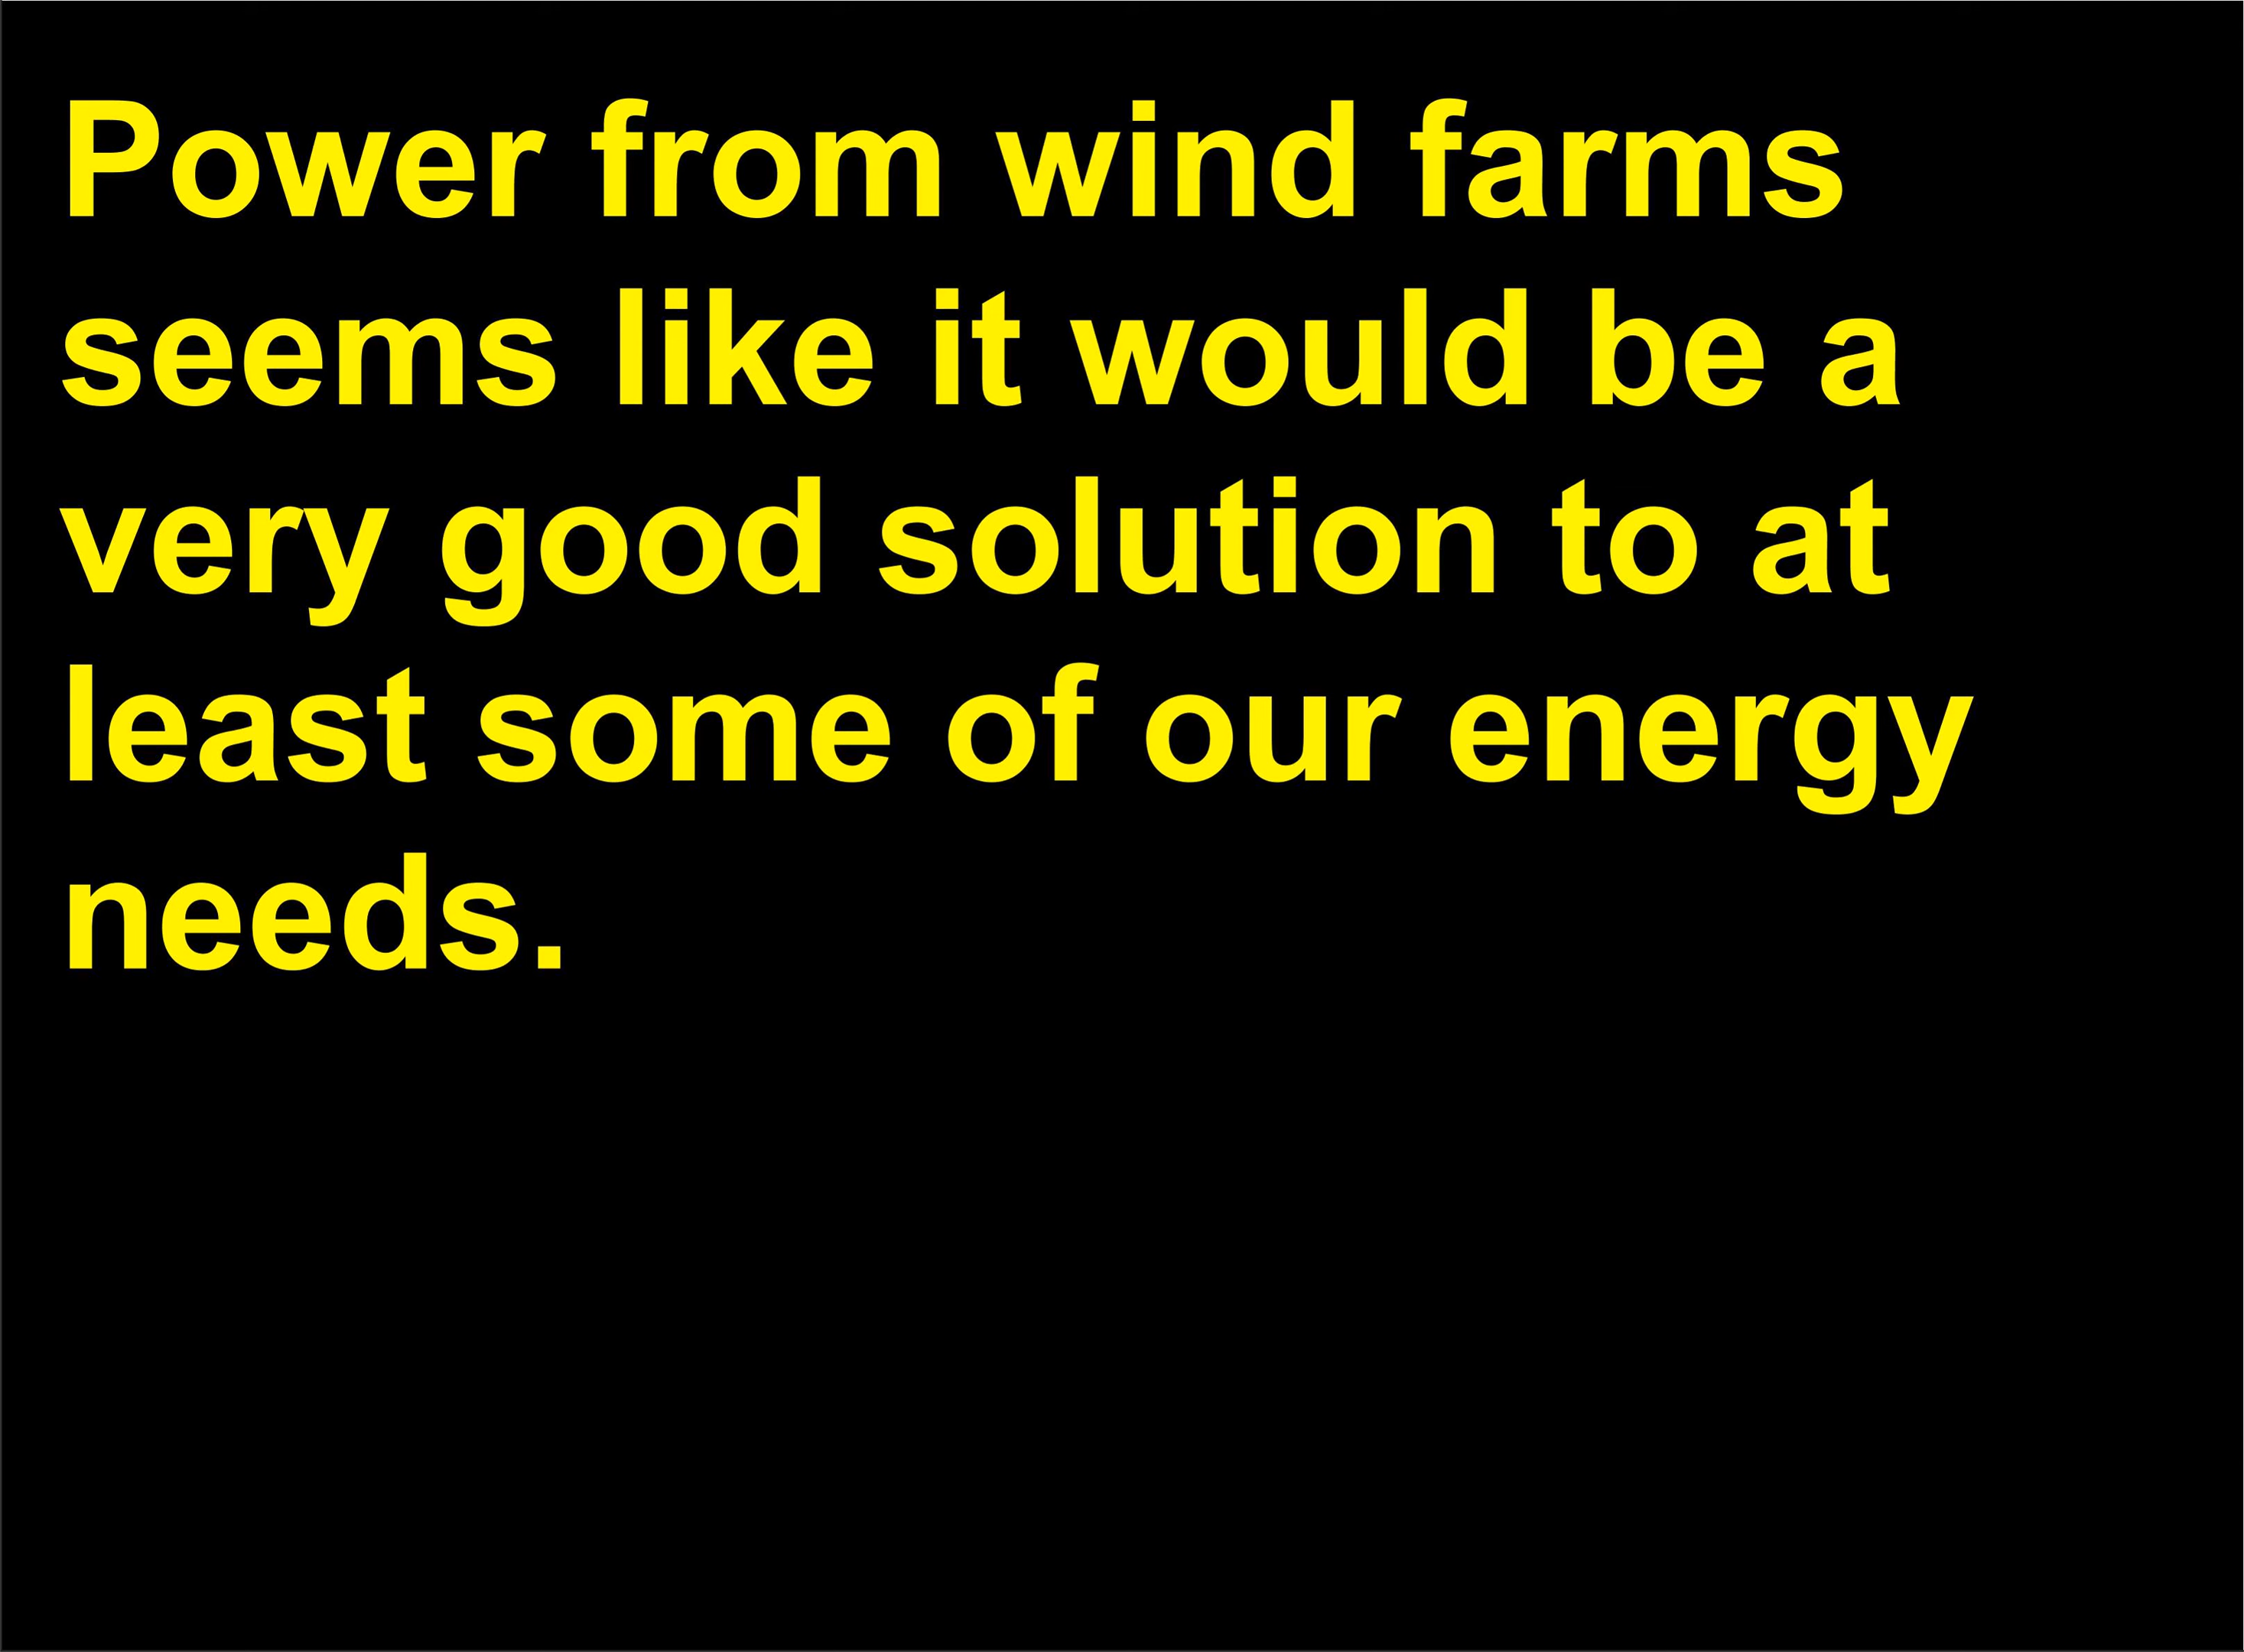 Power from wind farms
seems like it would be a
very good solution to at
least some of our energy
needs.